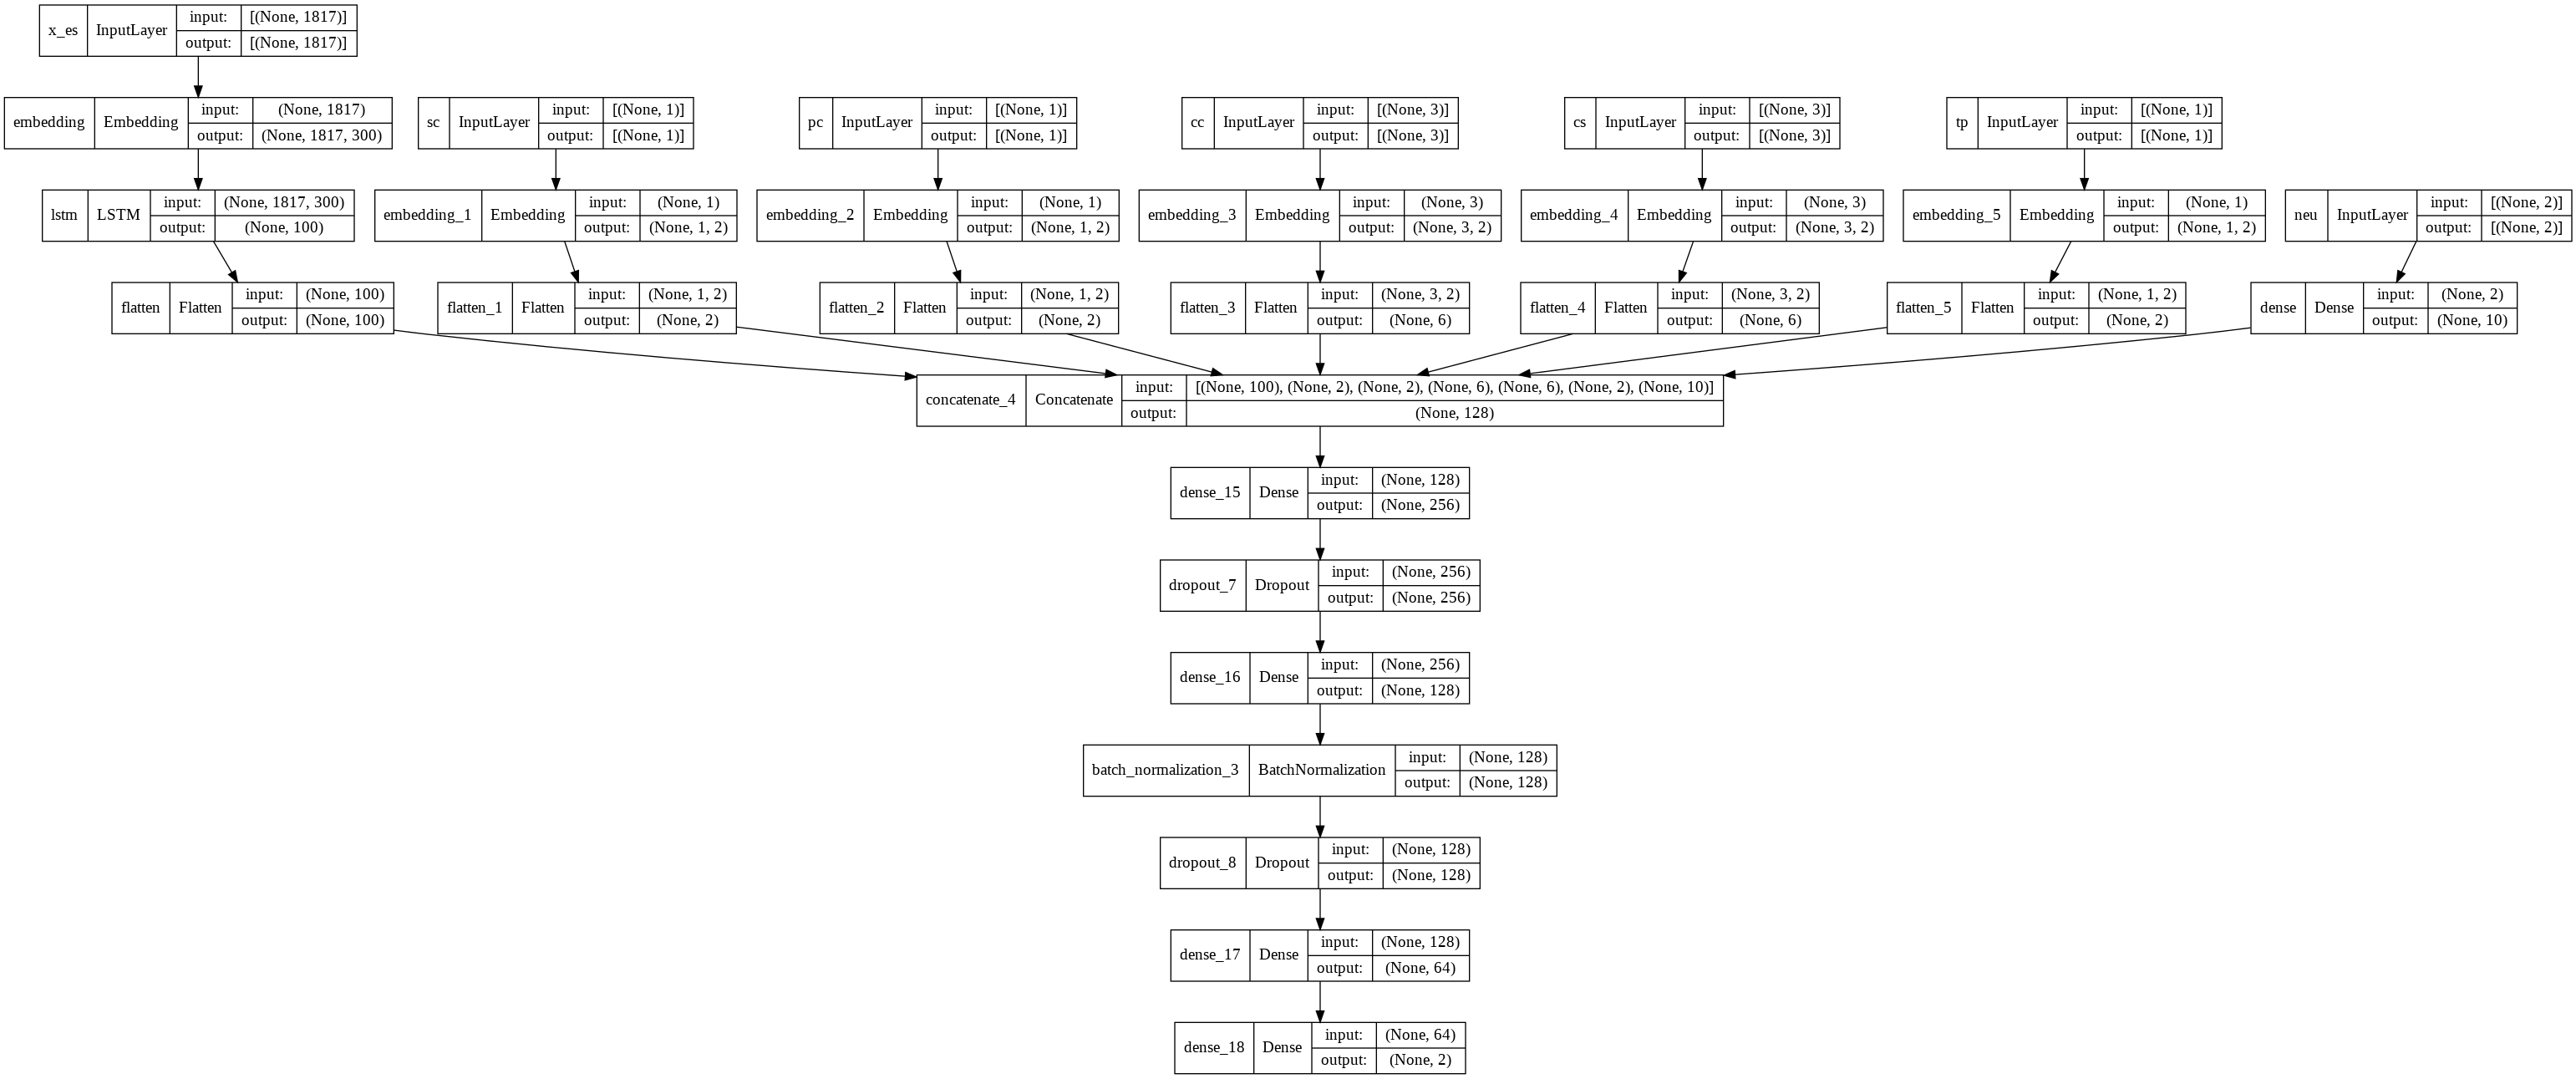 x_es InputLayer input: [(None, 1817)]
output: [(None, 1817)]
embedding Embedding input: (None, 1817)
output: (None, 1817, 300)
sc InputLayer input: [(None, 1)]
output: [(None, 1)]
pc InputLayer input: [(None, 1)]
output: [(None, 1)]
cc InputLayer input: [(None, 3)]
output: [(None, 3)]
cs InputLayer input: [(None, 3)]
output: [(None, 3)]
tp InputLayer input: [(None, 1)]
output: [(None, 1)]
lstm LSTM input: (None, 1817, 300)
output: (None, 100)
embedding_1 Embedding input: (None, 1)
output: (None, 1, 2)
embedding_2 Embedding input: (None, 1)
output: (None, 1, 2)
embedding_3 Embedding input: (None, 3)
output: (None, 3, 2)
embedding_4 Embedding input: (None, 3)
output: (None, 3, 2)
embedding_5 Embedding input: (None, 1)
output: (None, 1, 2)
neu InputLayer input: [(None, 2)]
output: [(None, 2)]
flatten Flatten input: (None, 100)
output: (None, 100)
flatten_1 Flatten input: (None, 1, 2)
output: (None, 2)
flatten_2 Flatten input: (None, 1, 2)
output: (None, 2)
flatten_3 Flatten input: (None, 3, 2)
output: (None, 6)
flatten_4 Flatten input: (None, 3, 2)
output: (None, 6)
flatten_5 Flatten input: (None, 1, 2)
output: (None, 2)
dense Dense input: (None, 2)
output: (None, 10)
concatenate_4 Concatenate input: [(None, 100), (None, 2), (None, 2), (None, 6), (None, 6), (None, 2), (None, 10)]
output: (None, 128)
dense_15 Dense input: (None, 128)
output: (None, 256)
dropout_7 Dropout input: (None, 256)
output: (None, 256)
dense_16 Dense input: (None, 256)
output: (None, 128)
batch_normalization_3 BatchNormalization input: (None, 128)
output: (None, 128)
dropout_8 Dropout input: (None, 128)
output: (None, 128)
dense_17 Dense input: (None, 128)
output: (None, 64)
dense_18 Dense input: (None, 64)
output: (None, 2)